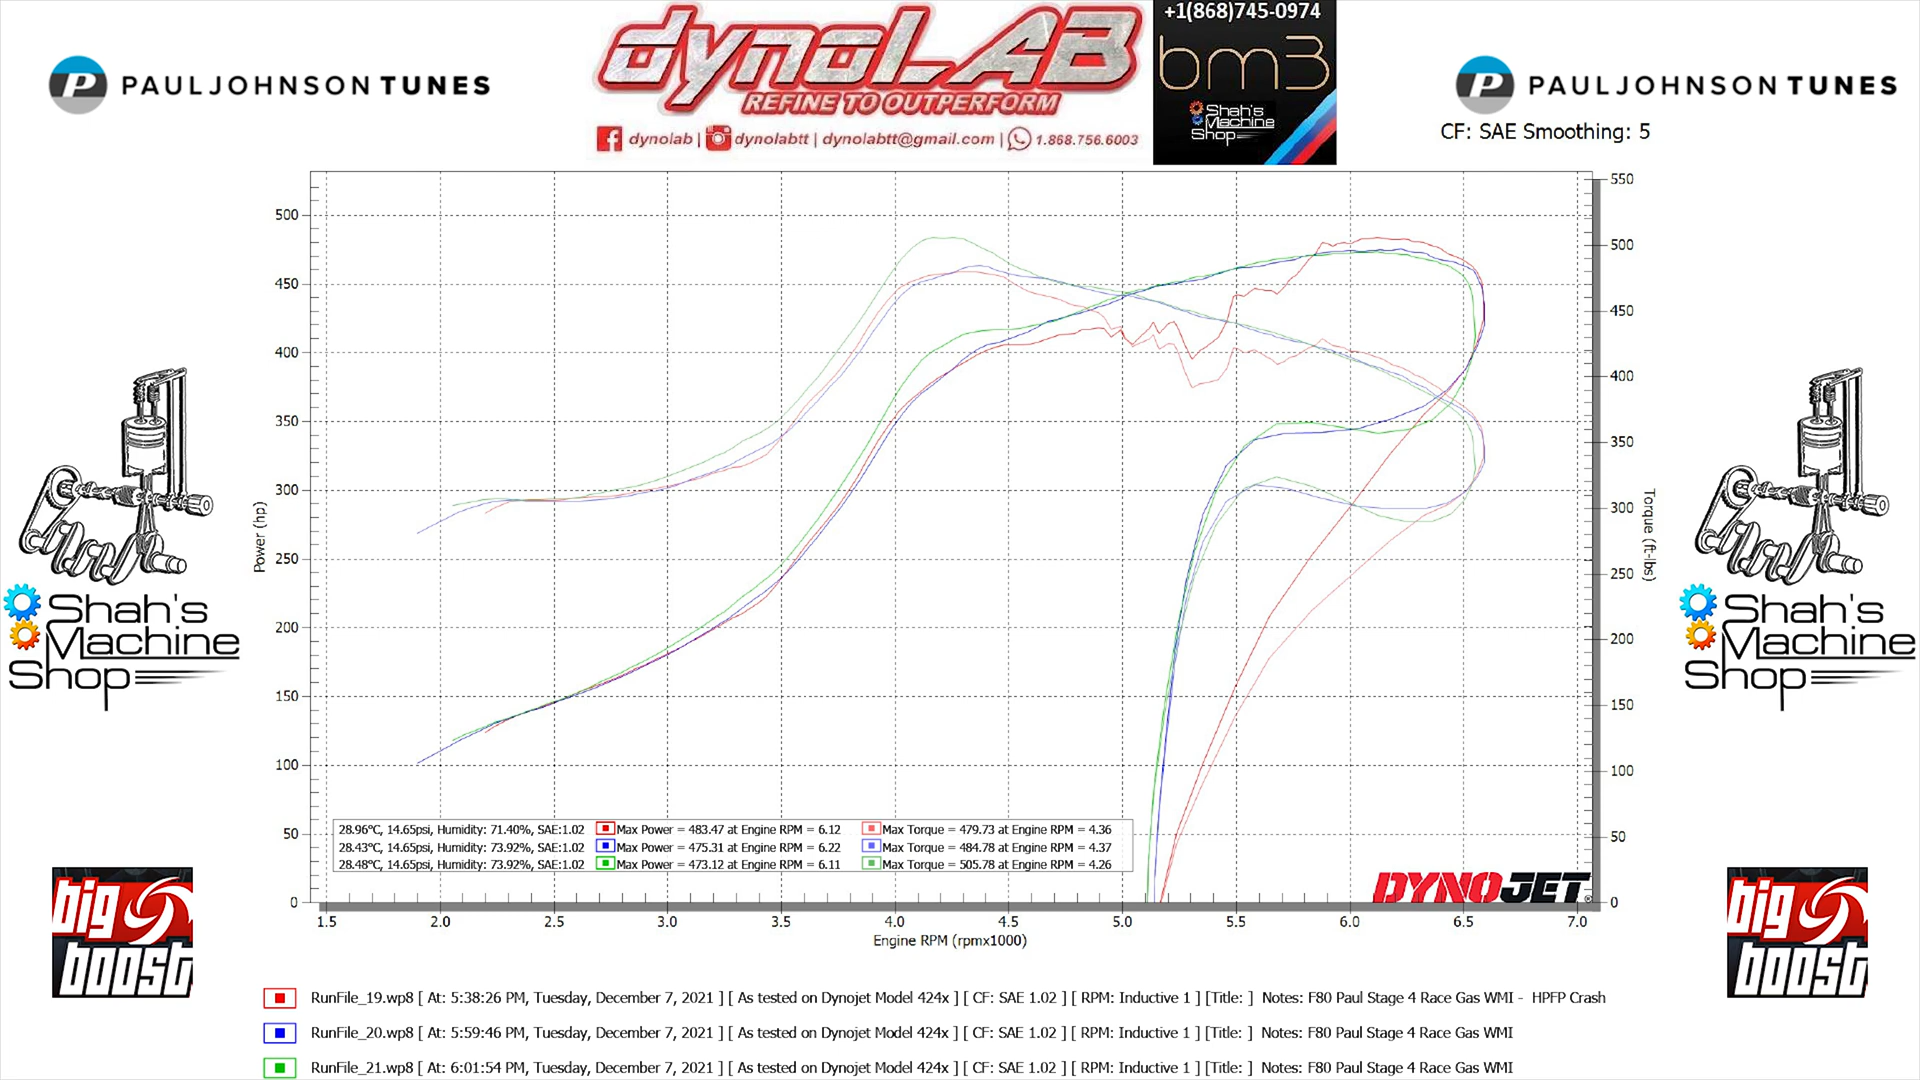 PAULJOHNSONTUNES
dynoLAB
REFINE TO OUTPERFORM
dynolab | dynolabtt | dynolabtt@gmail.com | 1.868.756.6003
+1(868)745-0974
bm3
Shah's
Machine
Shop
PAULJOHNSONTUNES
CF: SAE Smoothing: 5
Power (hp)
500
450
400
350
300
250
200
150
100
50
0
550
500
450
400
350
300
250
200
150
100
50
0
Torque (ft-lbs)
28.96°C, 14.65psi, Humidity: 71.40%, SAE:1.02 Max Power = 483.47 at Engine RPM = 6.12 Max Torque = 479.73 at Engine RPM = 4.36
28.43°C, 14.65psi, Humidity: 73.92%, SAE:1.02 Max Power = 475.31 at Engine RPM = 6.22 Max Torque = 484.78 at Engine RPM = 4.37
28.48°C, 14.65psi, Humidity: 73.92%, SAE:1.02 Max Power = 473.12 at Engine RPM = 6.11 Max Torque = 505.78 at Engine RPM = 4.26
DYNOJET®
1.5 2.0 2.5 3.0 3.5 4.0 4.5 5.0 5.5 6.0 6.5 7.0
Engine RPM (rpmx1000)
Shah's
Machine
Shop
Shah's
Machine
Shop
big
boost
big
boost
RunFile_19.wp8 [ At: 5:38:26 PM, Tuesday, December 7, 2021 ] [ As tested on Dynojet Model 424x ] [ CF: SAE 1.02 ] [ RPM: Inductive 1 ] [Title: ] Notes: F80 Paul Stage 4 Race Gas WMI - HPFP Crash
RunFile_20.wp8 [ At: 5:59:46 PM, Tuesday, December 7, 2021 ] [ As tested on Dynojet Model 424x ] [ CF: SAE 1.02 ] [ RPM: Inductive 1 ] [Title: ] Notes: F80 Paul Stage 4 Race Gas WMI
RunFile_21.wp8 [ At: 6:01:54 PM, Tuesday, December 7, 2021 ] [ As tested on Dynojet Model 424x ] [ CF: SAE 1.02 ] [ RPM: Inductive 1 ] [Title: ] Notes: F80 Paul Stage 4 Race Gas WMI